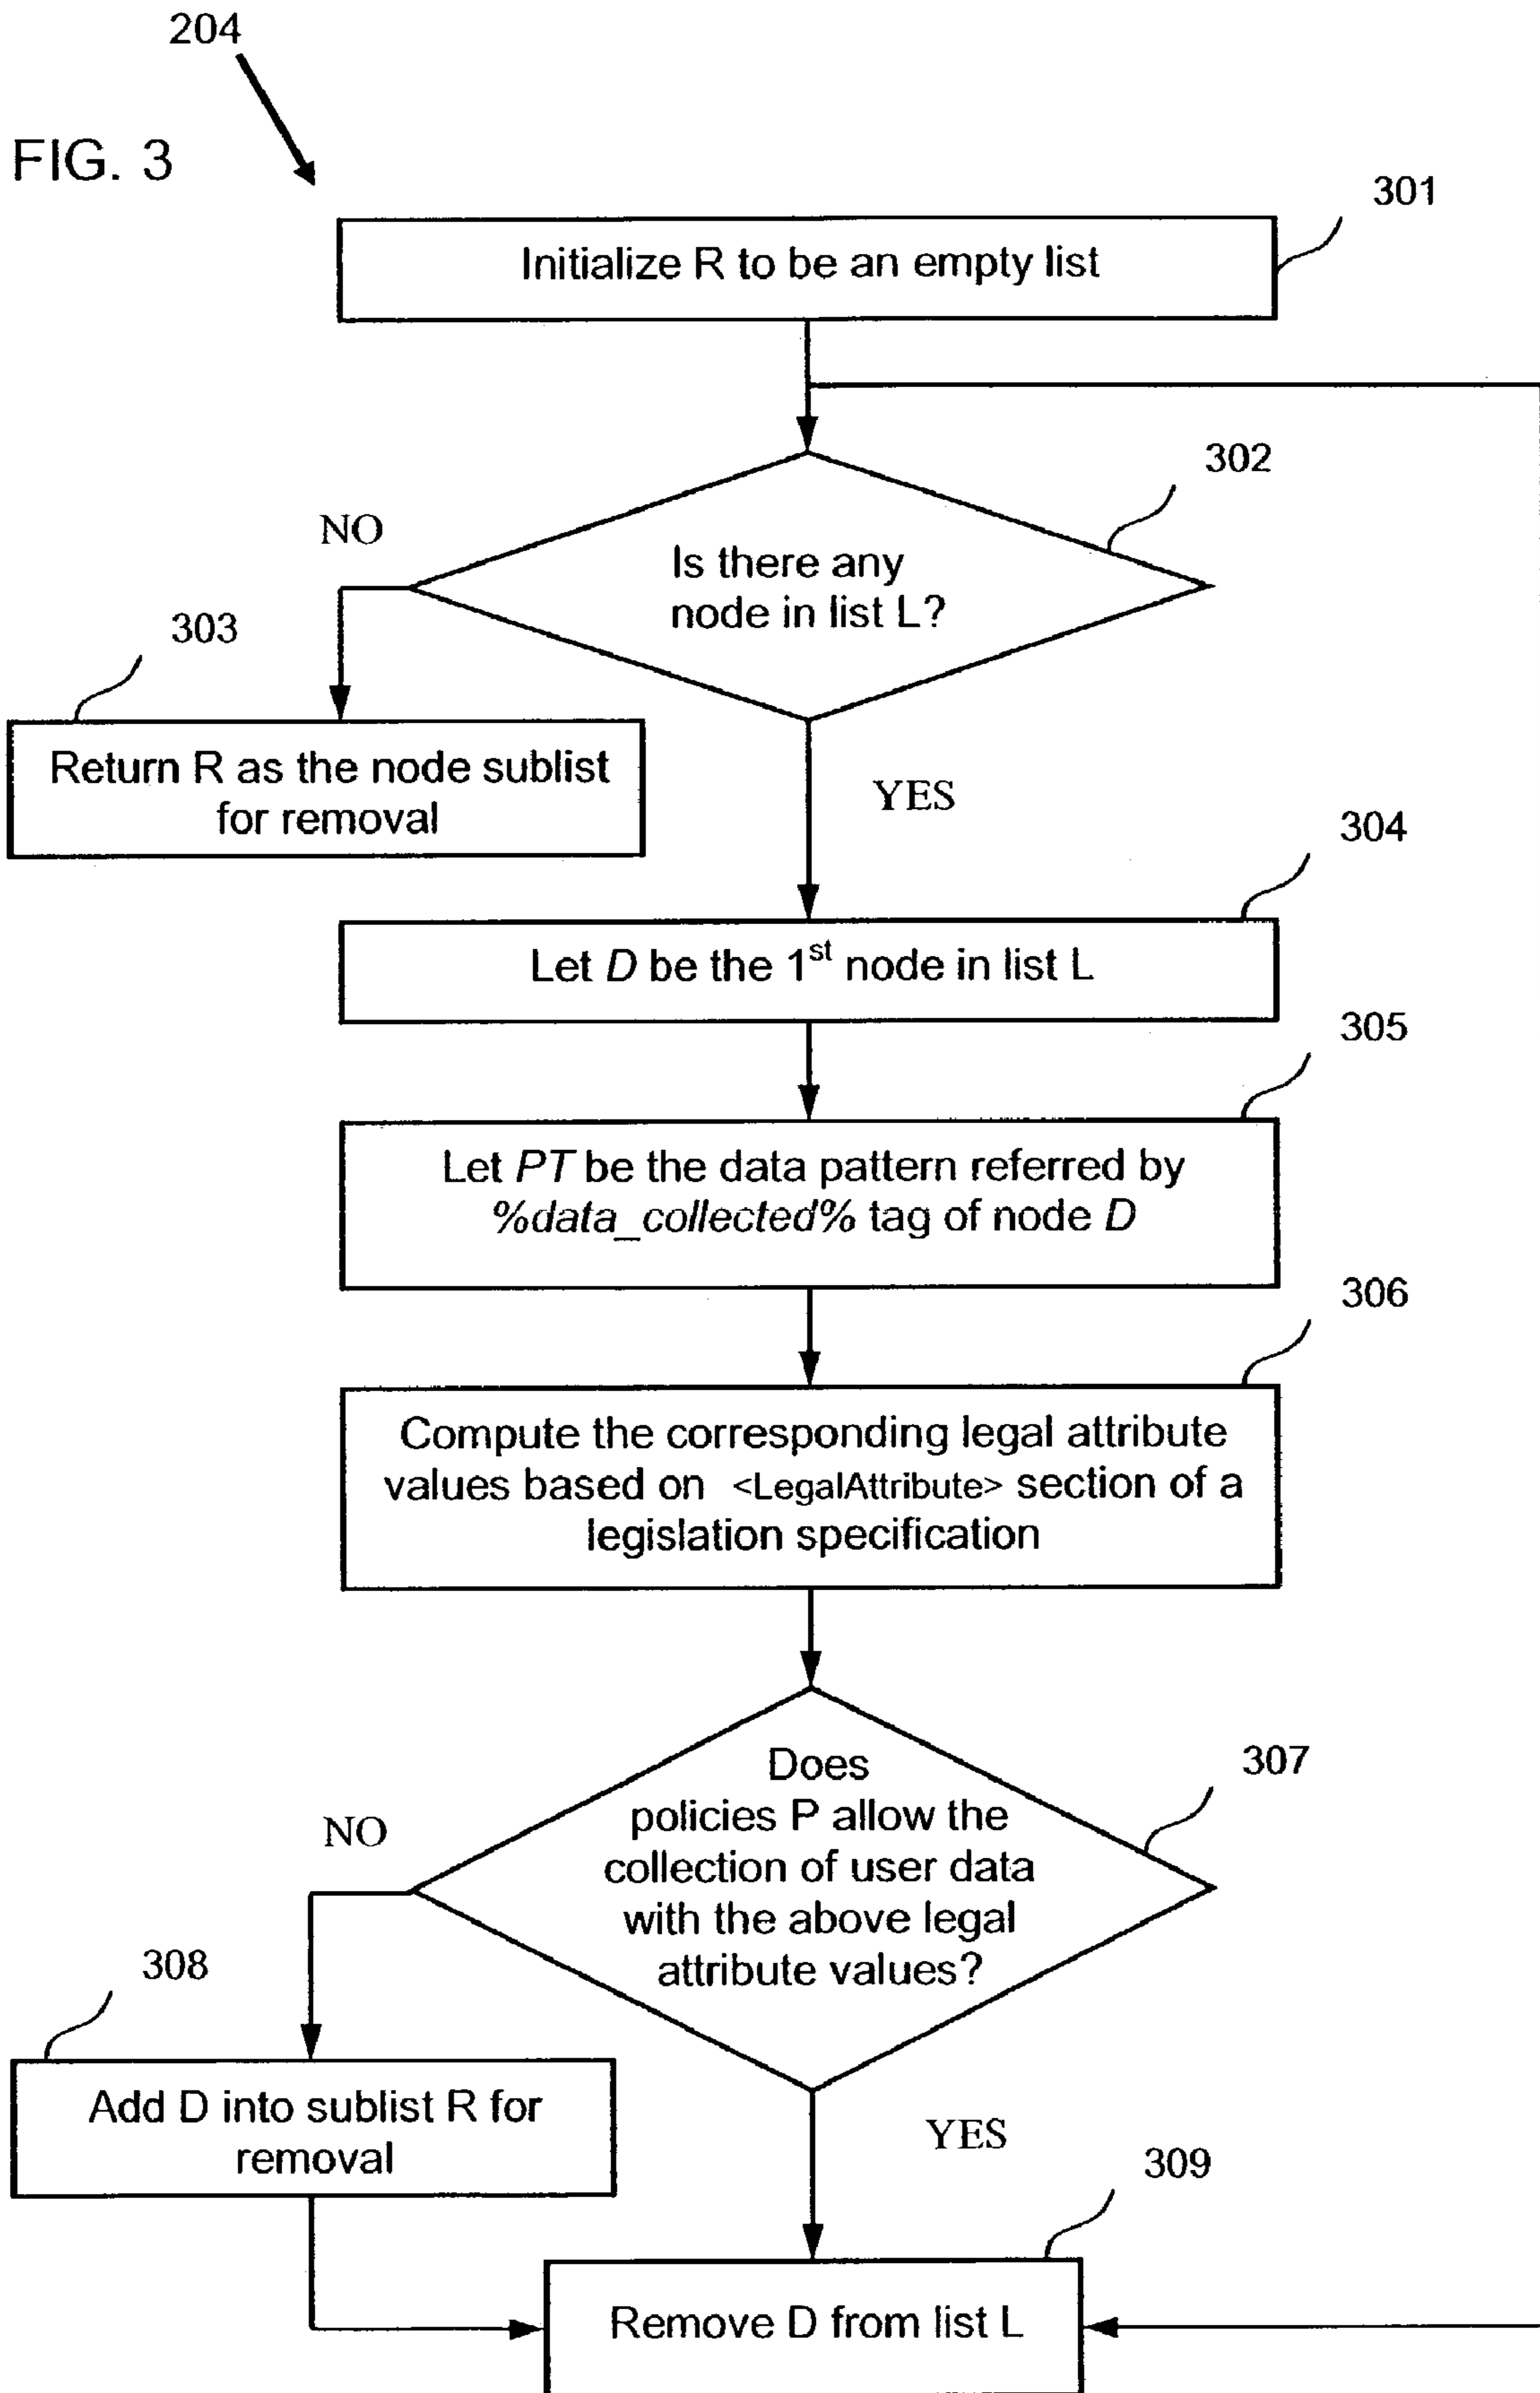 204
FIG. 3
301
Initialize R to be an empty list
302
NO
Is there any
node in list L?
303
Return R as the node sublist
for removal
YES
304
Let D be the 1st node in list L
305
Let PT be the data pattern referred by
%data_collected% tag of node D
306
Compute the corresponding legal attribute
values based on <LegalAttribute> section of a
legislation specification
307
Does
policies P allow the
collection of user data
with the above legal
attribute values?
NO
308
Add D into sublist R for
removal
YES
309
Remove D from list L